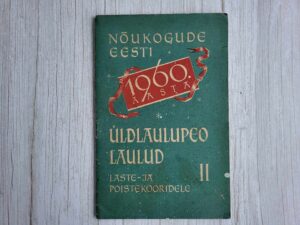 NÕUKOGUDE
EESTI
1960.
AASTA
ÜLDLAULUPEO
LAULUD
LASTE-JA
POISTEKOORIDELE
II